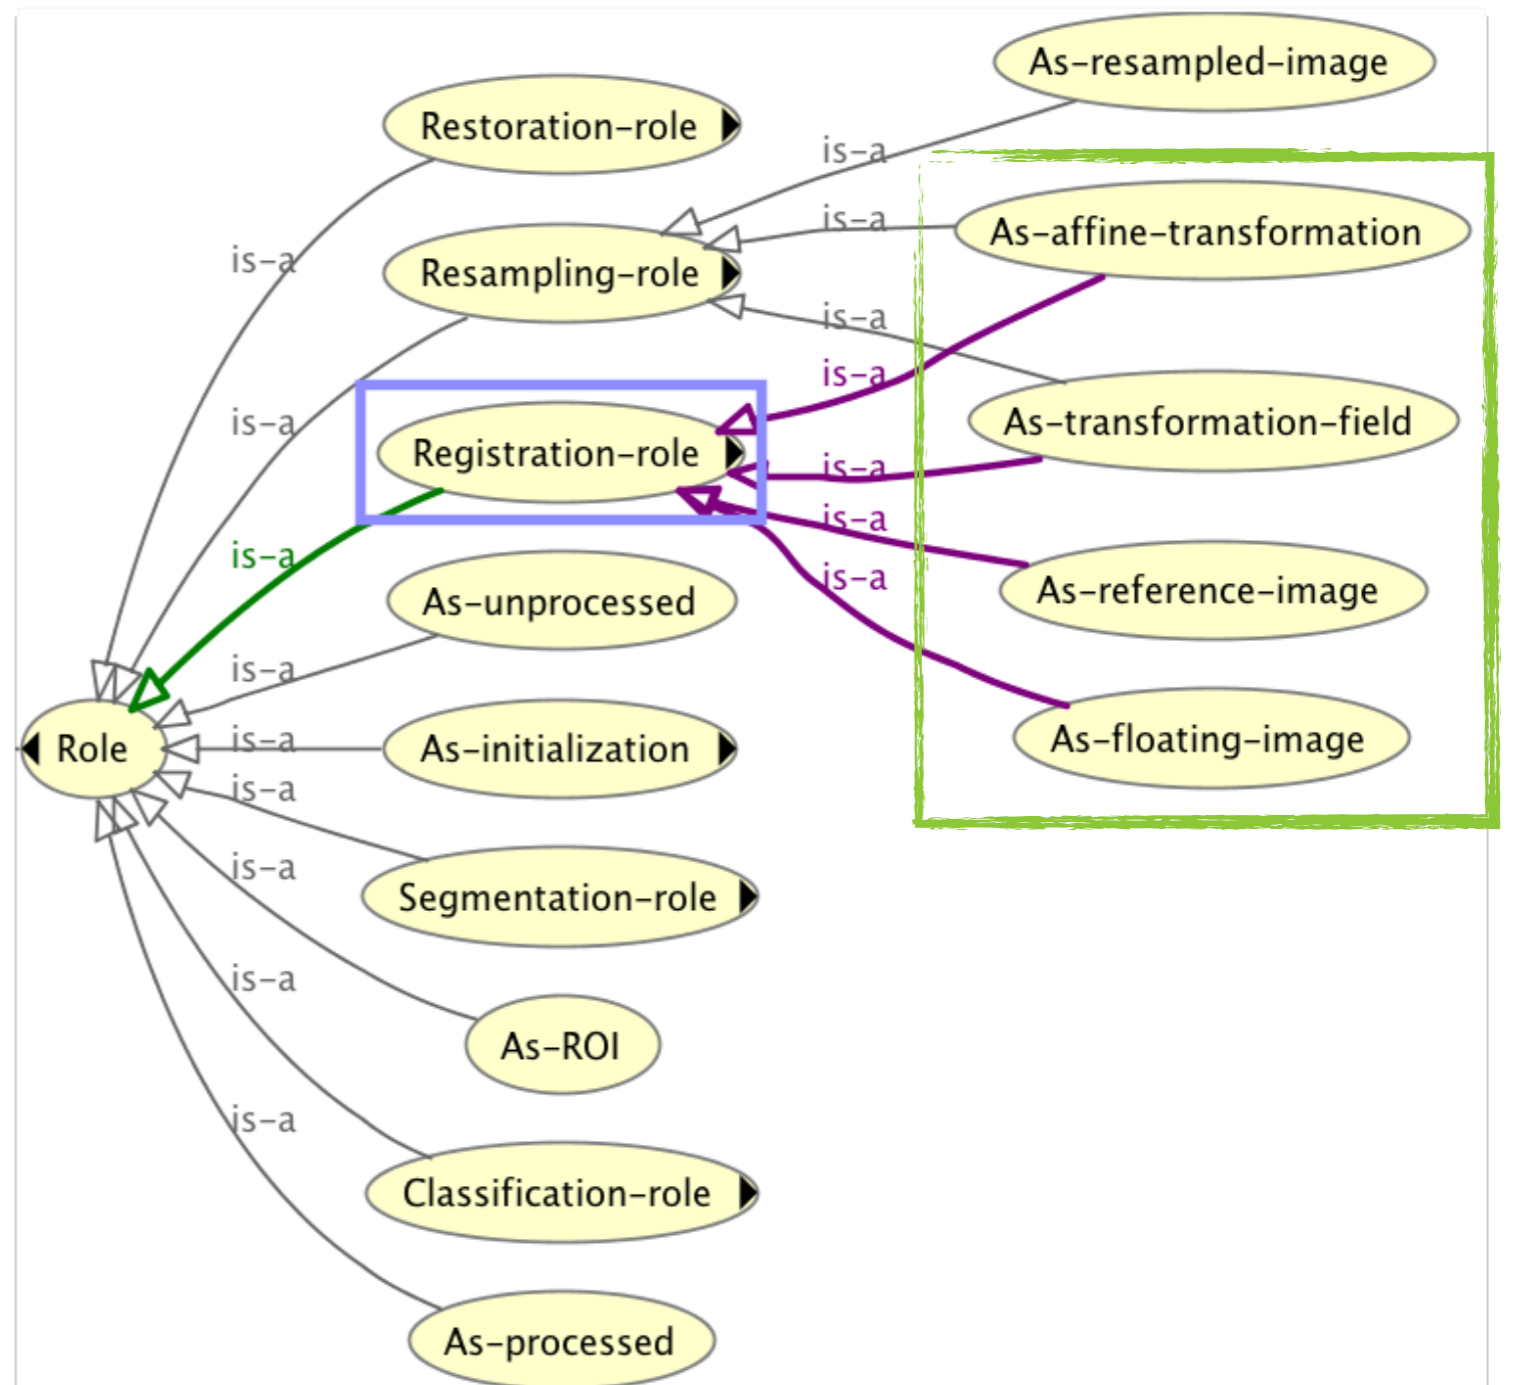 As-resampled-image
Restoration-role
is-a
As-affine-transformation
is-a
is-a
Resampling-role
is-a
is-a
As-transformation-field
is-a
Registration-role
is-a
is-a
is-a
As-reference-image
is-a
As-unprocessed
is-a
is-a
As-floating-image
Role
is-a
As-initialization
is-a
is-a
Segmentation-role
is-a
As-ROI
is-a
Classification-role
As-processed